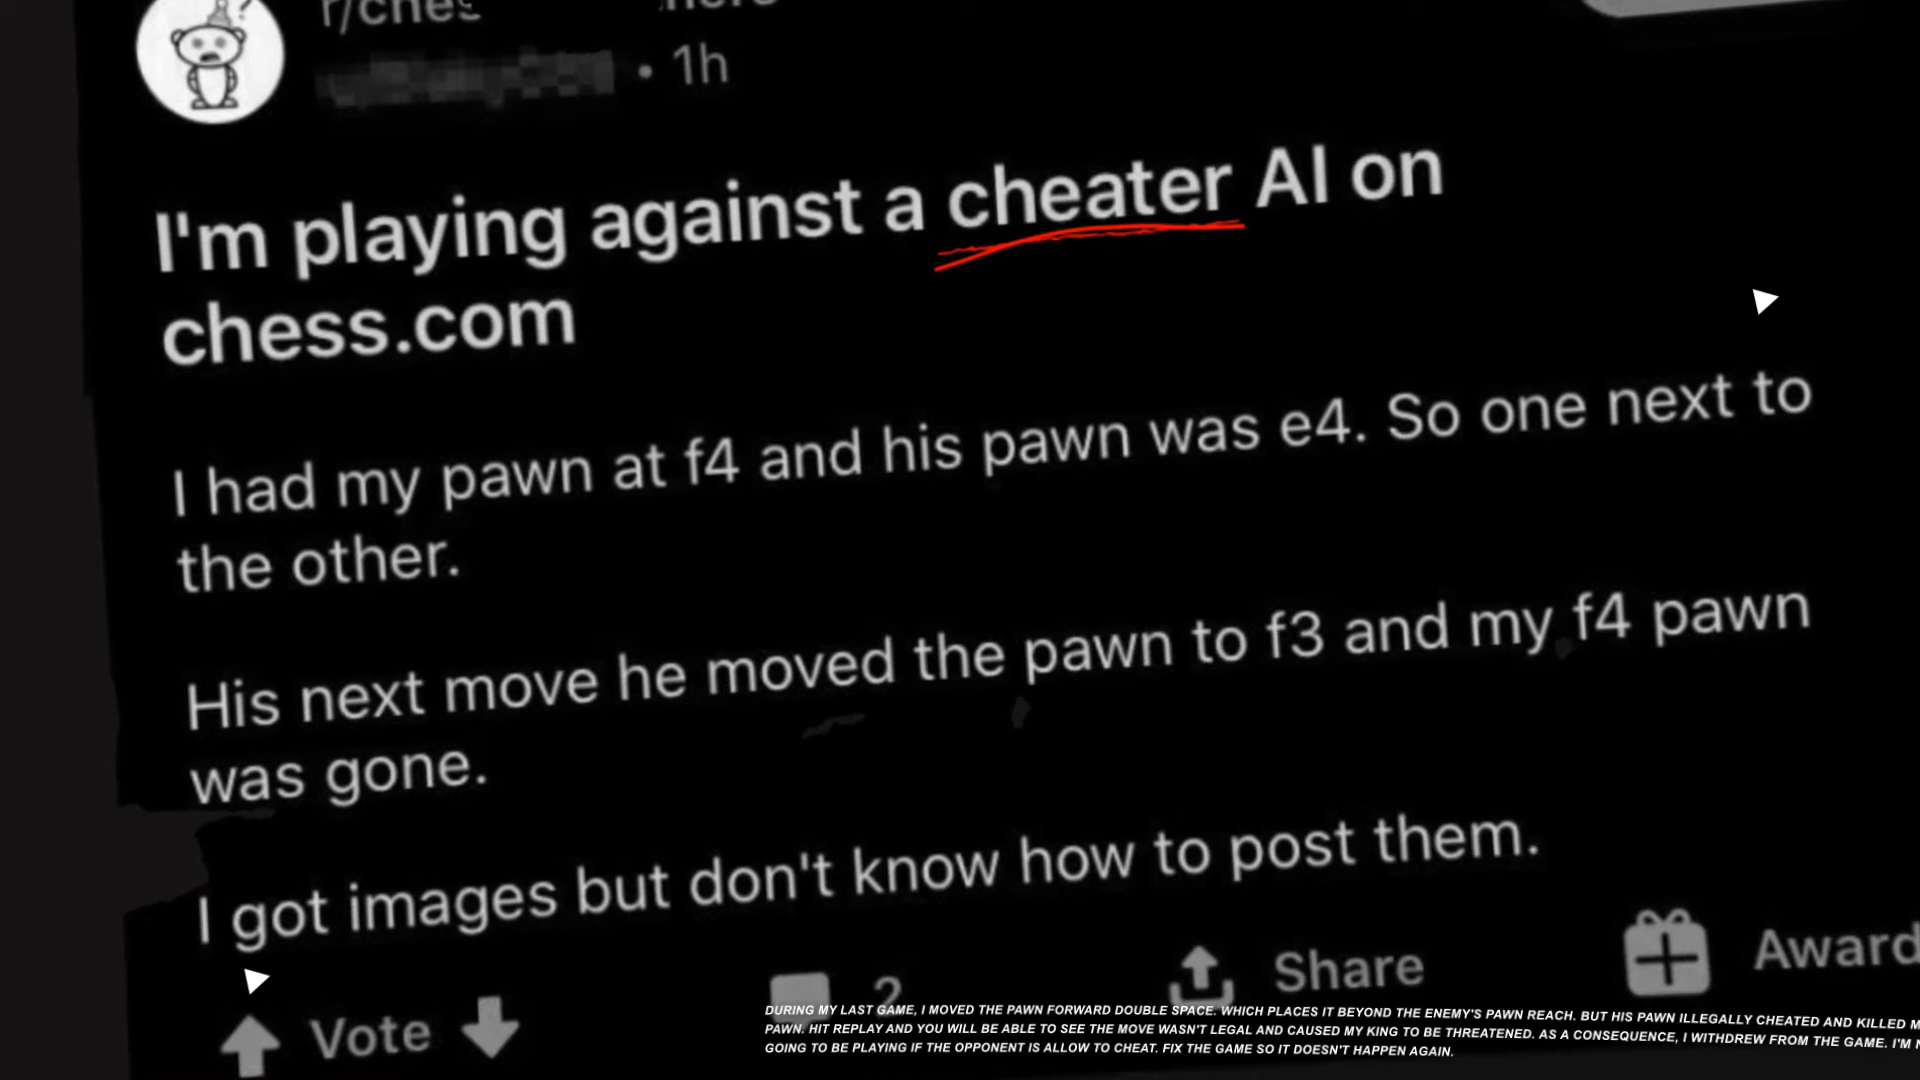 • 1h
I'm playing against a cheater AI on
chess.com
I had my pawn at f4 and his pawn was e4. So one next to
the other.
His next move he moved the pawn to f3 and my f4 pawn
was gone.
I got images but don't know how to post them.
Vote 2 Share Award
DURING MY LAST GAME, I MOVED THE PAWN FORWARD DOUBLE SPACE. WHICH PLACES IT BEYOND THE ENEMY'S PAWN REACH. BUT HIS PAWN ILLEGALLY CHEATED AND KILLED
PAWN. HIT REPLAY AND YOU WILL BE ABLE TO SEE THE MOVE WASN'T LEGAL AND CAUSED MY KING TO BE THREATENED. AS A CONSEQUENCE, I WITHDREW FROM THE GAME. I'M
GOING TO BE PLAYING IF THE OPPONENT IS ALLOW TO CHEAT. FIX THE GAME SO IT DOESN'T HAPPEN AGAIN.